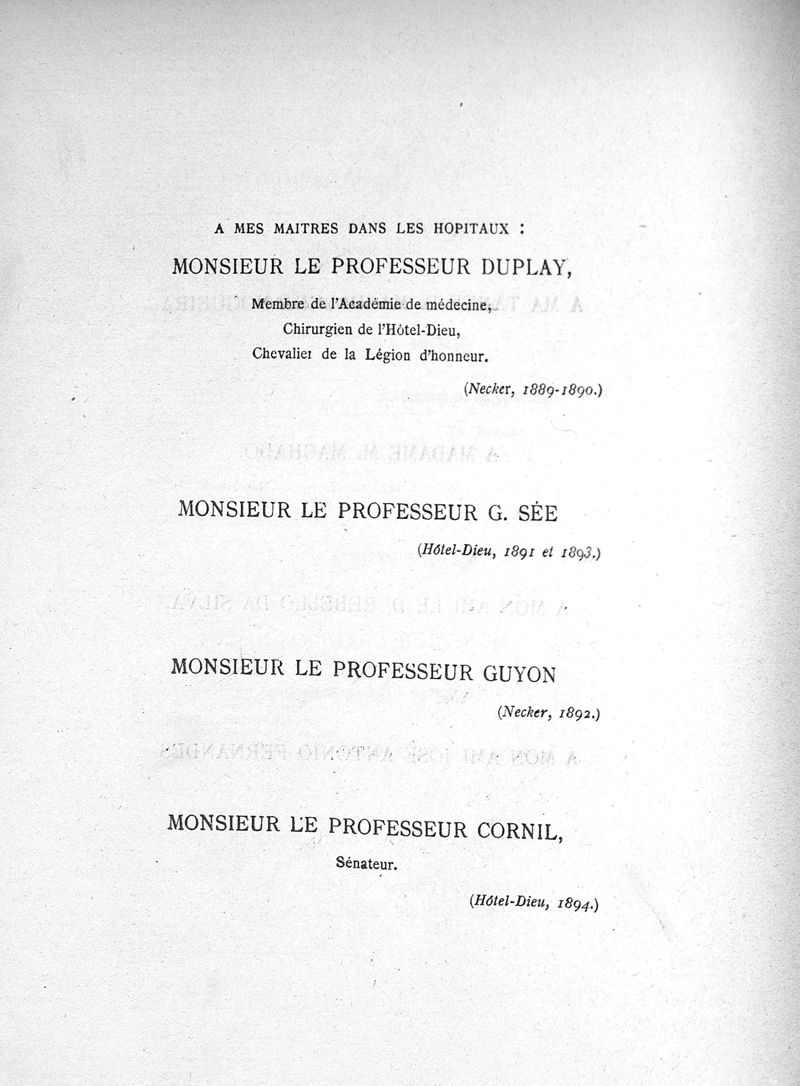 A MES MAITRES DANS LES HOPITAUX :
MONSIEUR LE PROFESSEUR DUPLAY,
Membre de l'Académie de médecine,
Chirurgien de l'Hôtel-Dieu,
Chevalier de la Légion d'honneur.
(Necker, 1889-1890.)
MONSIEUR LE PROFESSEUR G. SÉE
(Hôtel-Dieu, 1891 et 1893.)
MONSIEUR LE PROFESSEUR GUYON
(Necker, 1892.)
MONSIEUR LE PROFESSEUR CORNIL,
Sénateur.
(Hôtel-Dieu, 1894.)